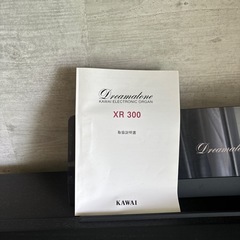 Dreamatone
KAWAI ELECTRONIC ORGAN
XR 300
取扱説明書
KAWAI
Dreamatone